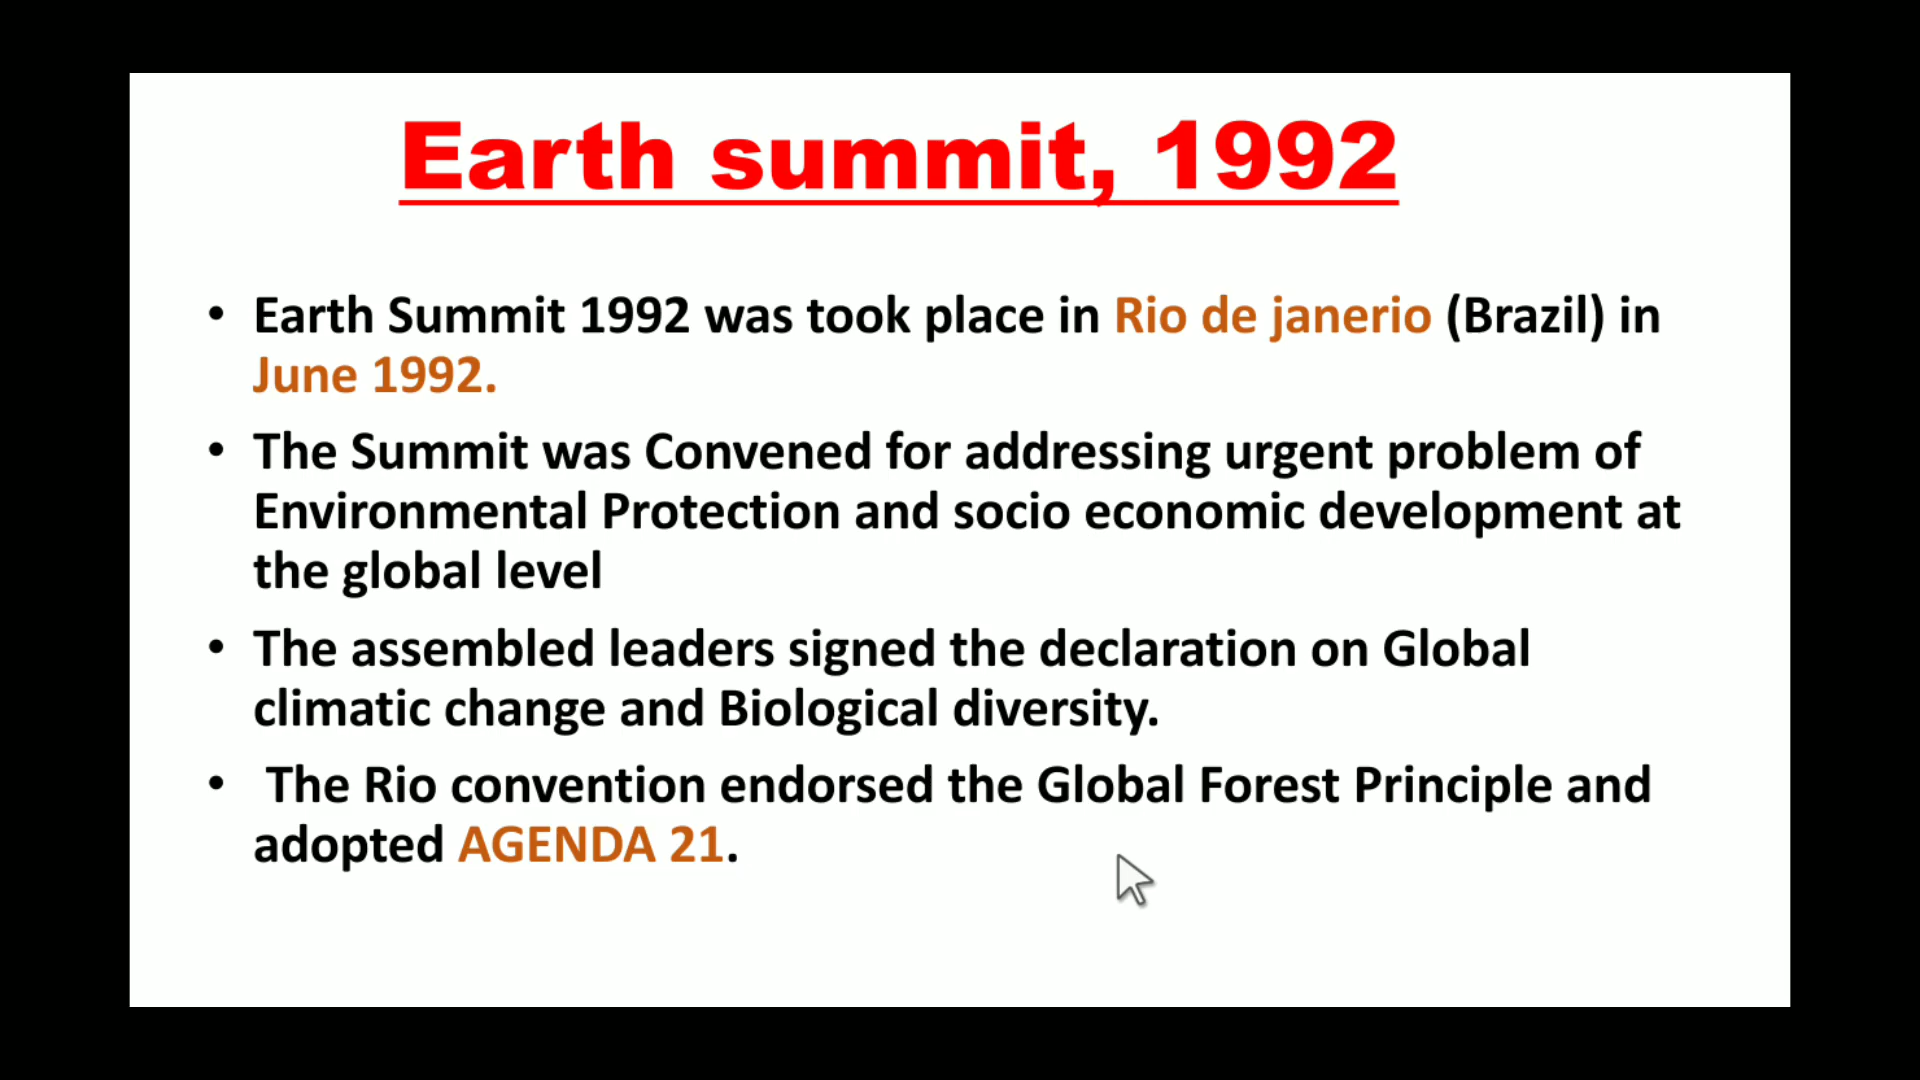 Earth summit, 1992
• Earth Summit 1992 was took place in Rio de janerio (Brazil) in
June 1992.
• The Summit was Convened for addressing urgent problem of
Environmental Protection and socio economic development at
the global level
• The assembled leaders signed the declaration on Global
climatic change and Biological diversity.
• The Rio convention endorsed the Global Forest Principle and
adopted AGENDA 21.